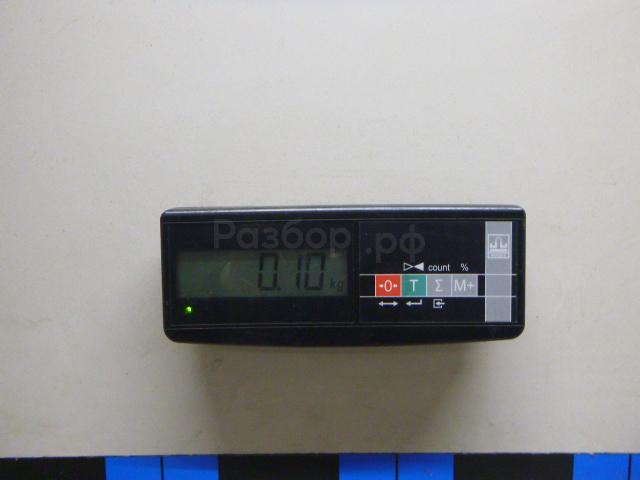 Разбор.рф
0.10 kg
count %
→0← T Σ M+